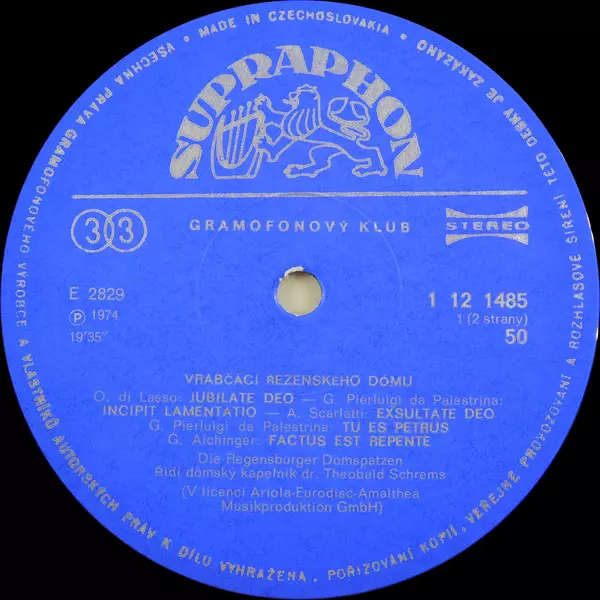 • MADE IN CZECHOSLOVAKIA • VŠECHNA PRÁVA GRAMOFONOVÉHO VÝROBCE A VLASTNÍKŮ AUTORSKÝCH PRÁV K DÍLU VYHRAŽENA. POŘIZOVÁNÍ KOPIÍ, VEŘEJNÉ PROVOZOVÁNÍ A ROZHLASOVÉ ŠÍŘENÍ TÉTO DESKY JE ZAKÁZÁNO
SUPRAPHON
33 GRAMOFONOVÝ KLUB STEREO
E 2829 1 12 1485
Ⓟ 1974 1 (2 strany)
19'35" 50
VRABČÁCI ŘEZENSKÉHO DÓMU
O. di Lasso: JUBILATE DEO — G. Pierluigi da Palestrina:
INCIPIT LAMENTATIO — A. Scarlatti: EXSULTATE DEO
G. Pierluigi da Palestrina: TU ES PETRUS
G. Aichinger: FACTUS EST REPENTE
Die Regensburger Domspatzen
Řídí dómský kapelník dr. Theobald Schrems
(V licenci Ariola-Eurodisc-Amalthea
Musikproduktion GmbH)